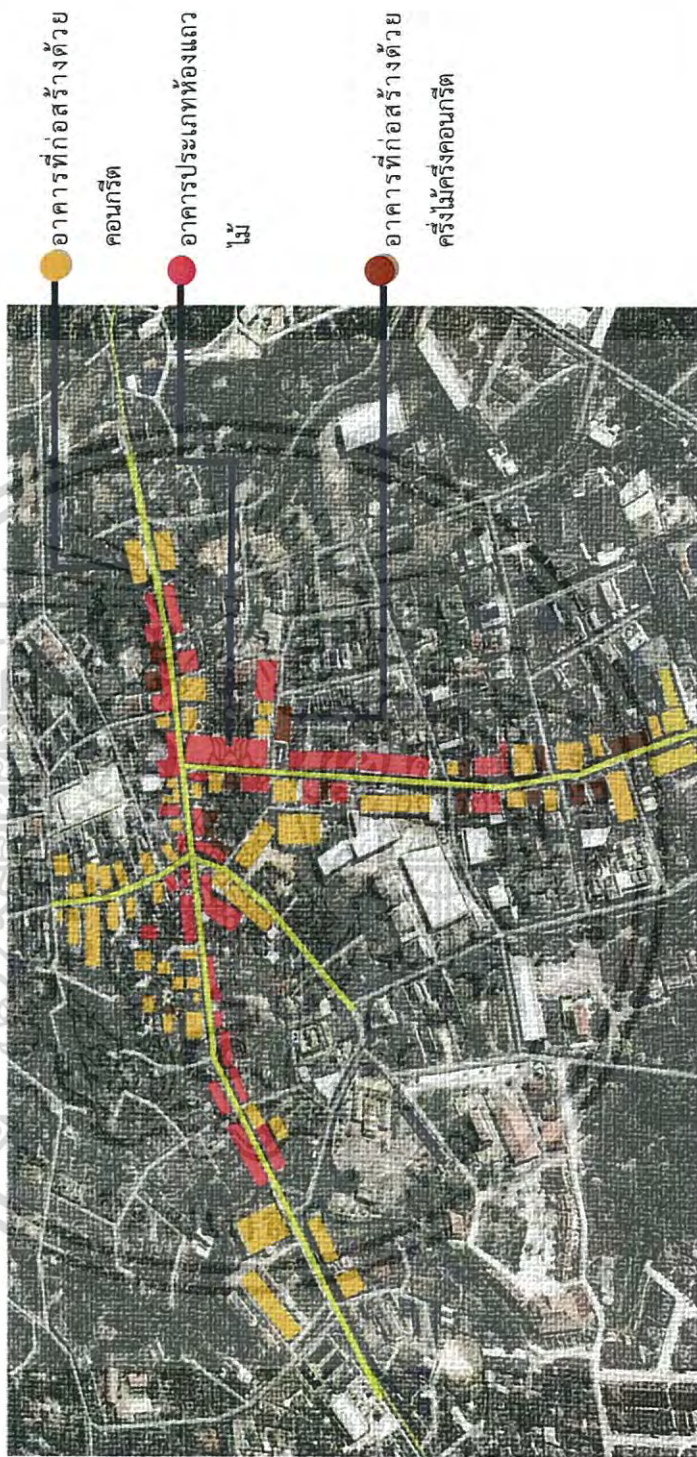 อาคารที่ก่อสร้างด้วย
คอนกรีต
อาคารประเภทห้องแถว
ไม้
อาคารที่ก่อสร้างด้วย
ครึ่งไม้ครึ่งคอนกรีต